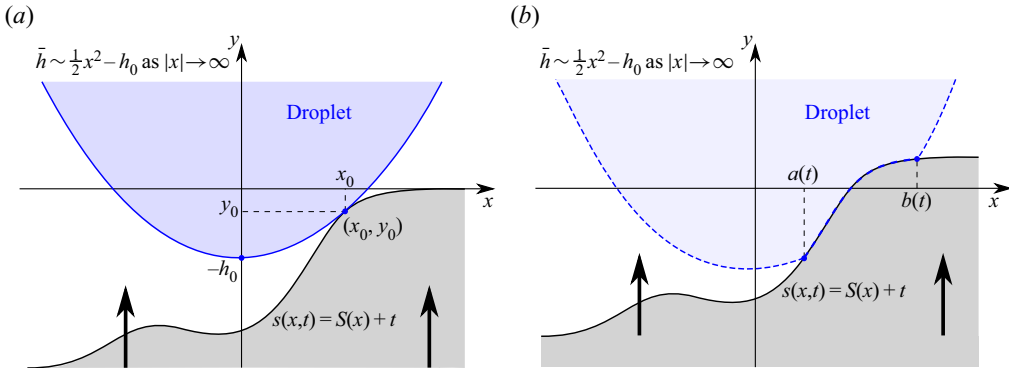 (a)
h̄ ~ ½x² – h₀ as |x| → ∞
y
Droplet
x₀
x
y₀
(x₀, y₀)
–h₀
s(x,t) = S(x) + t
(b)
h̄ ~ ½x² – h₀ as |x| → ∞
y
Droplet
a(t)
x
b(t)
s(x,t) = S(x) + t